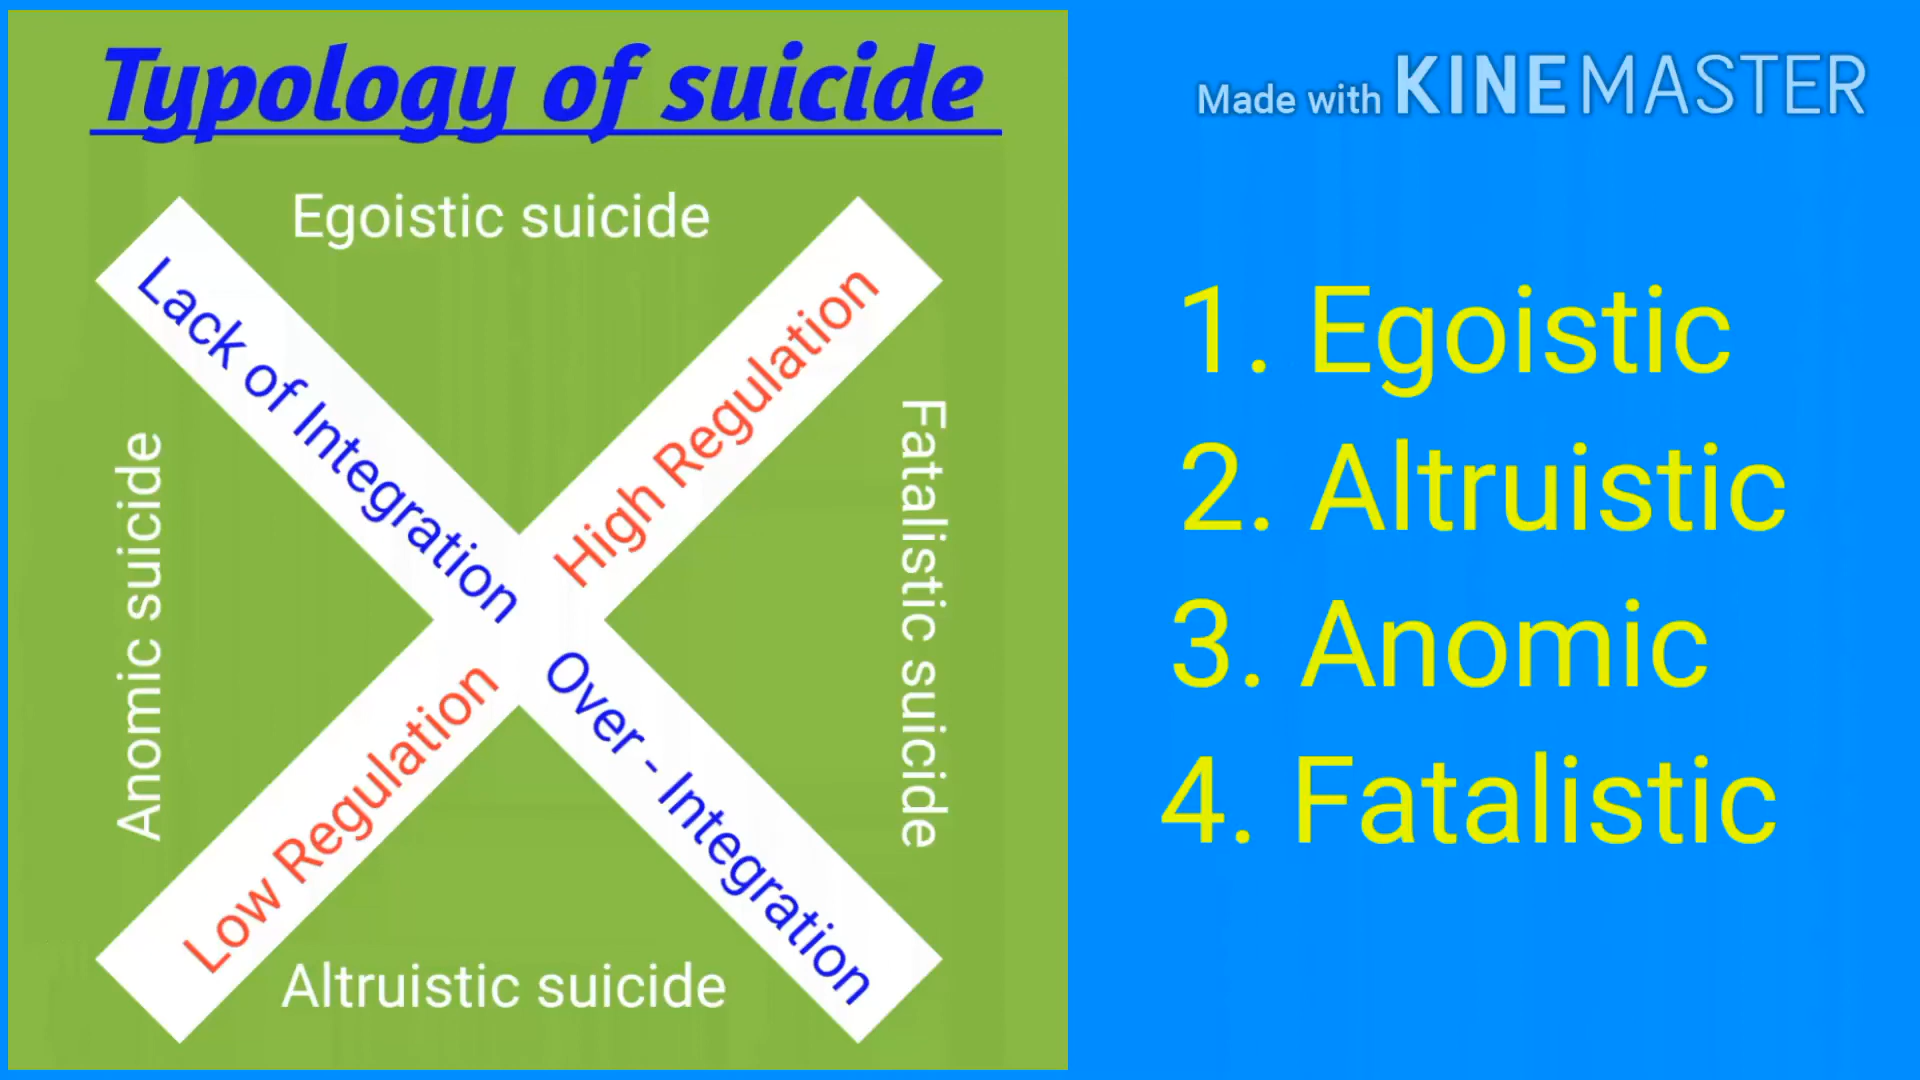 Typology of suicide
Egoistic suicide
Lack of Integration
High Regulation
Anomic suicide
Fatalistic suicide
Low Regulation
Over - Integration
Altruistic suicide
Made with KINEMASTER
1. Egoistic
2. Altruistic
3. Anomic
4. Fatalistic